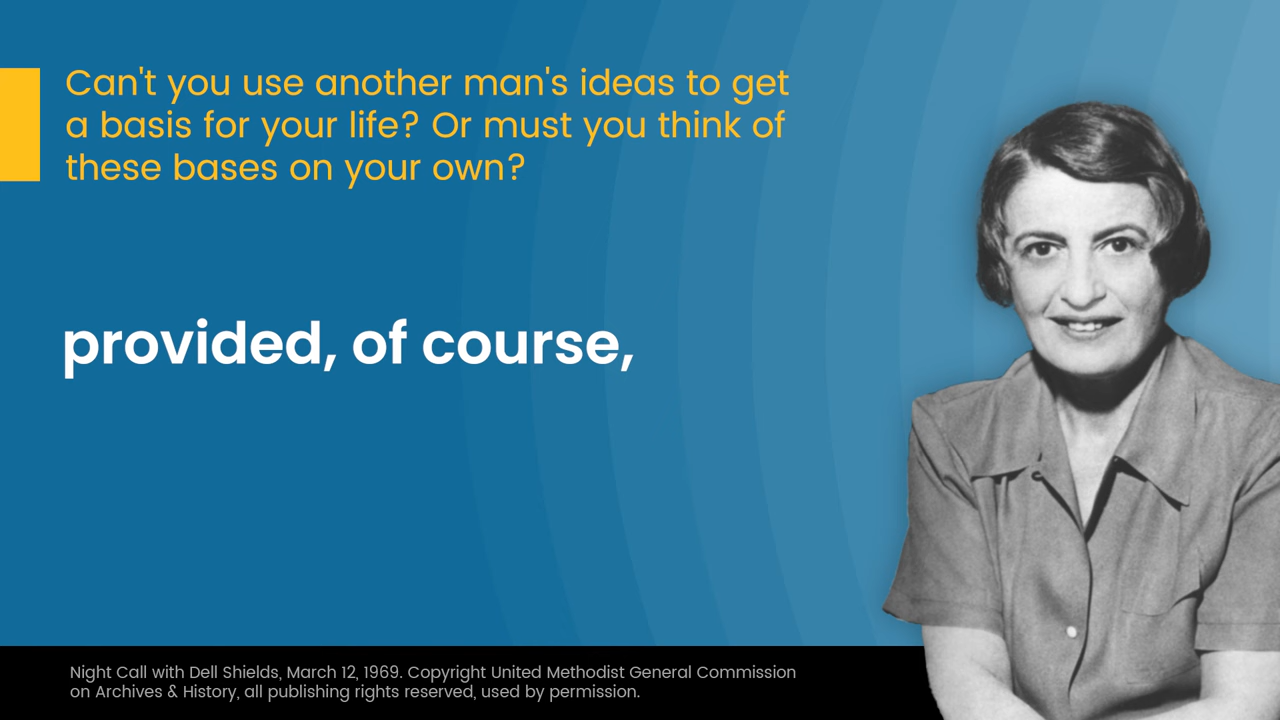 Can't you use another man's ideas to get
a basis for your life? Or must you think of
these bases on your own?
provided, of course,
Night Call with Dell Shields, March 12, 1969. Copyright United Methodist General Commission
on Archives & History, all publishing rights reserved, used by permission.